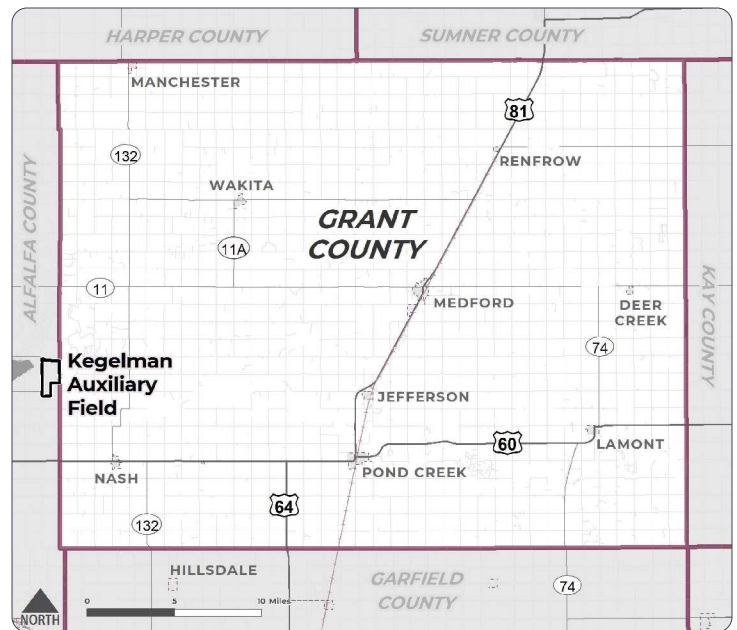 HARPER COUNTY
SUMNER COUNTY
MANCHESTER
81
132
RENFROW
ALFALFA COUNTY
WAKITA
GRANT
COUNTY
11A
KAY COUNTY
11
MEDFORD
DEER
CREEK
74
Kegelman
Auxiliary
Field
JEFFERSON
60
LAMONT
NASH
POND CREEK
64
132
HILLSDALE
GARFIELD
COUNTY
74
0 5 10 Miles
NORTH